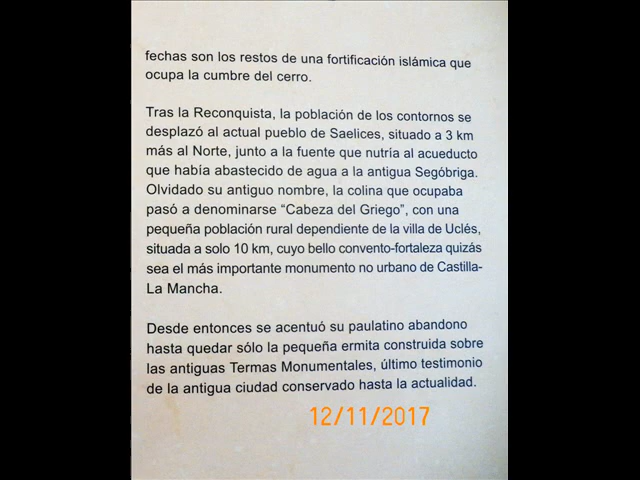 fechas son los restos de una fortificación islámica que
ocupa la cumbre del cerro.
Tras la Reconquista, la población de los contornos se
desplazó al actual pueblo de Saelices, situado a 3 km
más al Norte, junto a la fuente que nutría al acueducto
que había abastecido de agua a la antigua Segóbriga.
Olvidado su antiguo nombre, la colina que ocupaba
pasó a denominarse “Cabeza del Griego”, con una
pequeña población rural dependiente de la villa de Uclés,
situada a solo 10 km, cuyo bello convento-fortaleza quizás
sea el más importante monumento no urbano de Castilla-
La Mancha.
Desde entonces se acentuó su paulatino abandono
hasta quedar sólo la pequeña ermita construida sobre
las antiguas Termas Monumentales, último testimonio
de la antigua ciudad conservado hasta la actualidad.
12/11/2017